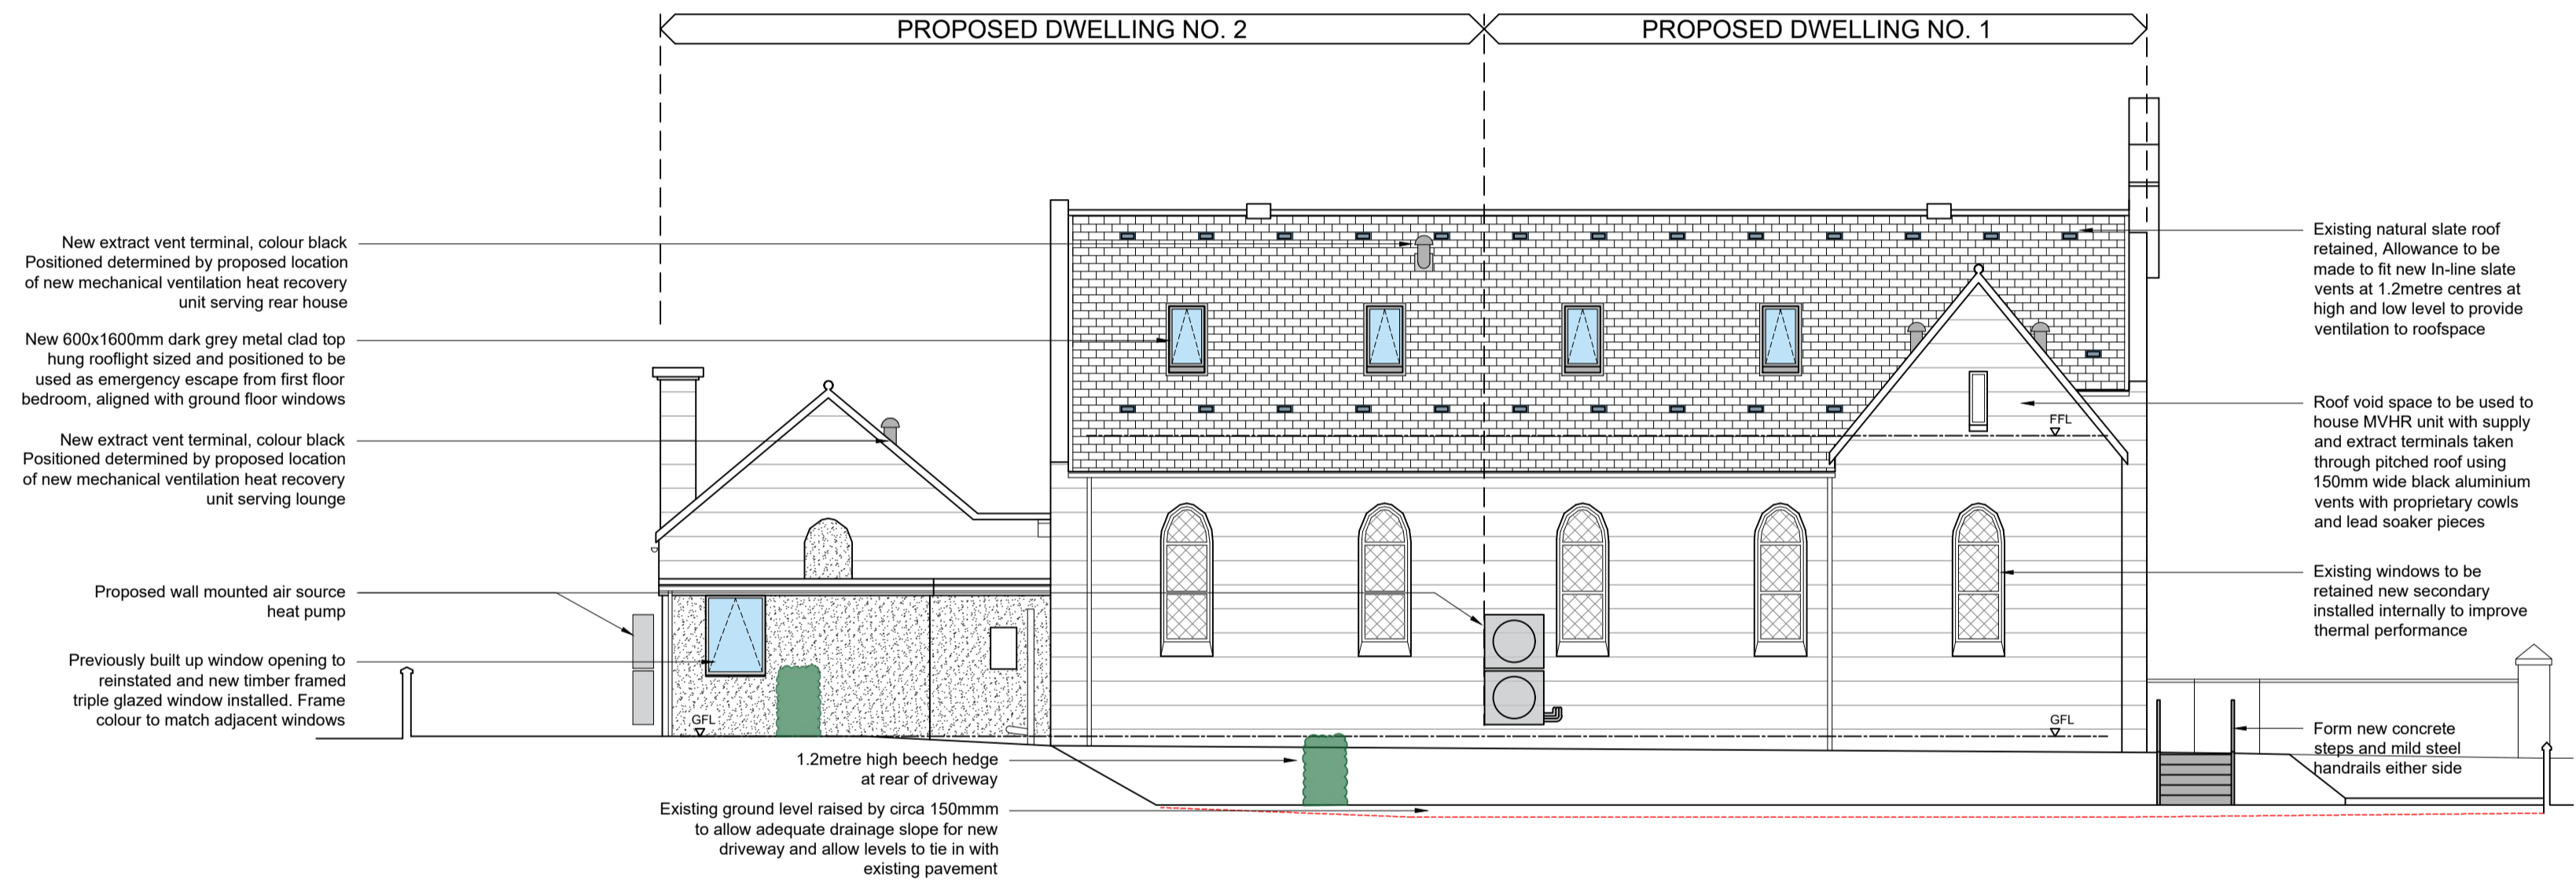 PROPOSED DWELLING NO. 2
PROPOSED DWELLING NO. 1
New extract vent terminal, colour black
Positioned determined by proposed location
of new mechanical ventilation heat recovery
unit serving rear house
New 600x1600mm dark grey metal clad top
hung rooflight sized and positioned to be
used as emergency escape from first floor
bedroom, aligned with ground floor windows
New extract vent terminal, colour black
Positioned determined by proposed location
of new mechanical ventilation heat recovery
unit serving lounge
Proposed wall mounted air source
heat pump
Previously built up window opening to
reinstated and new timber framed
triple glazed window installed. Frame
colour to match adjacent windows
GFL
1.2metre high beech hedge
at rear of driveway
Existing ground level raised by circa 150mmm
to allow adequate drainage slope for new
driveway and allow levels to tie in with
existing pavement
FFL
GFL
Existing natural slate roof
retained, Allowance to be
made to fit new In-line slate
vents at 1.2metre centres at
high and low level to provide
ventilation to roofspace
Roof void space to be used to
house MVHR unit with supply
and extract terminals taken
through pitched roof using
150mm wide black aluminium
vents with proprietary cowls
and lead soaker pieces
Existing windows to be
retained new secondary
installed internally to improve
thermal performance
Form new concrete
steps and mild steel
handrails either side